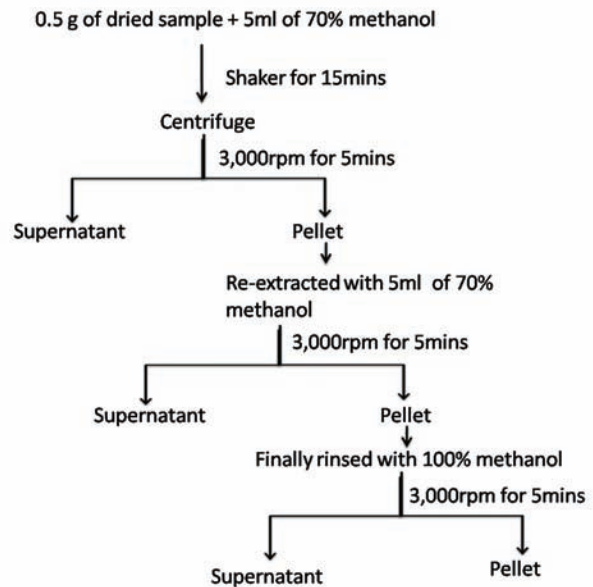 0.5 g of dried sample + 5ml of 70% methanol
Shaker for 15mins
Centrifuge
3,000rpm for 5mins
Supernatant
Pellet
Re-extracted with 5ml of 70%
methanol
3,000rpm for 5mins
Supernatant
Pellet
Finally rinsed with 100% methanol
3,000rpm for 5mins
Supernatant
Pellet